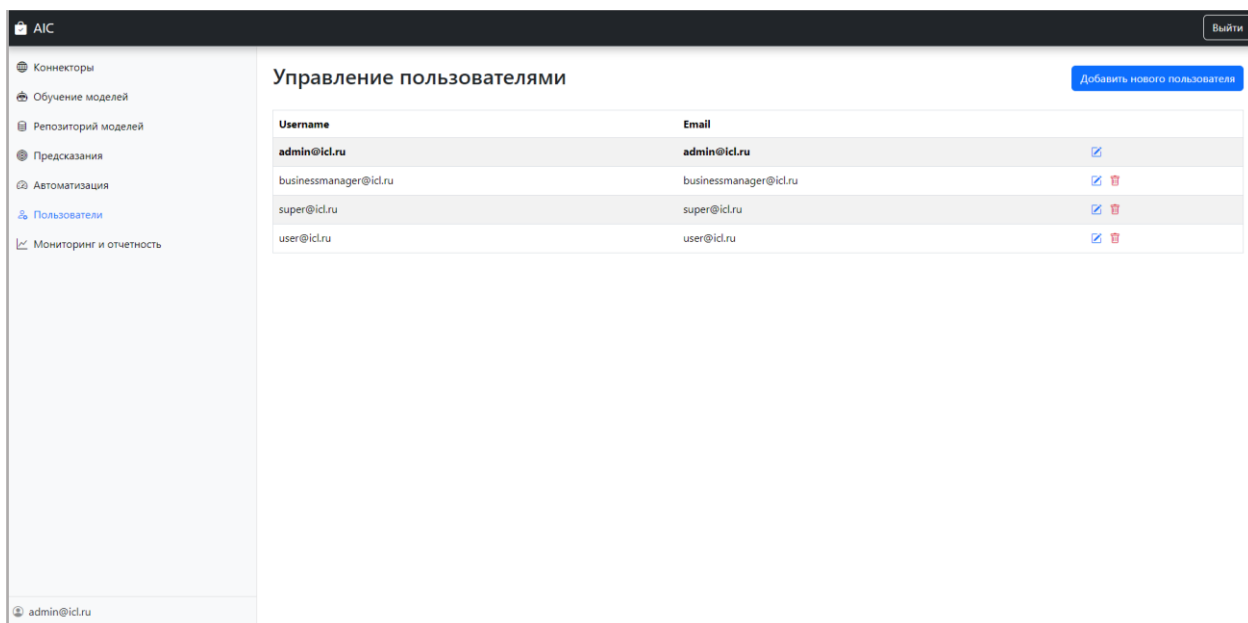 AIC
Выйти
Коннекторы
Обучение моделей
Репозиторий моделей
Предсказания
Автоматизация
Пользователи
Мониторинг и отчетность
Управление пользователями
Добавить нового пользователя
Username Email
admin@icl.ru admin@icl.ru
businessmanager@icl.ru businessmanager@icl.ru
super@icl.ru super@icl.ru
user@icl.ru user@icl.ru
admin@icl.ru